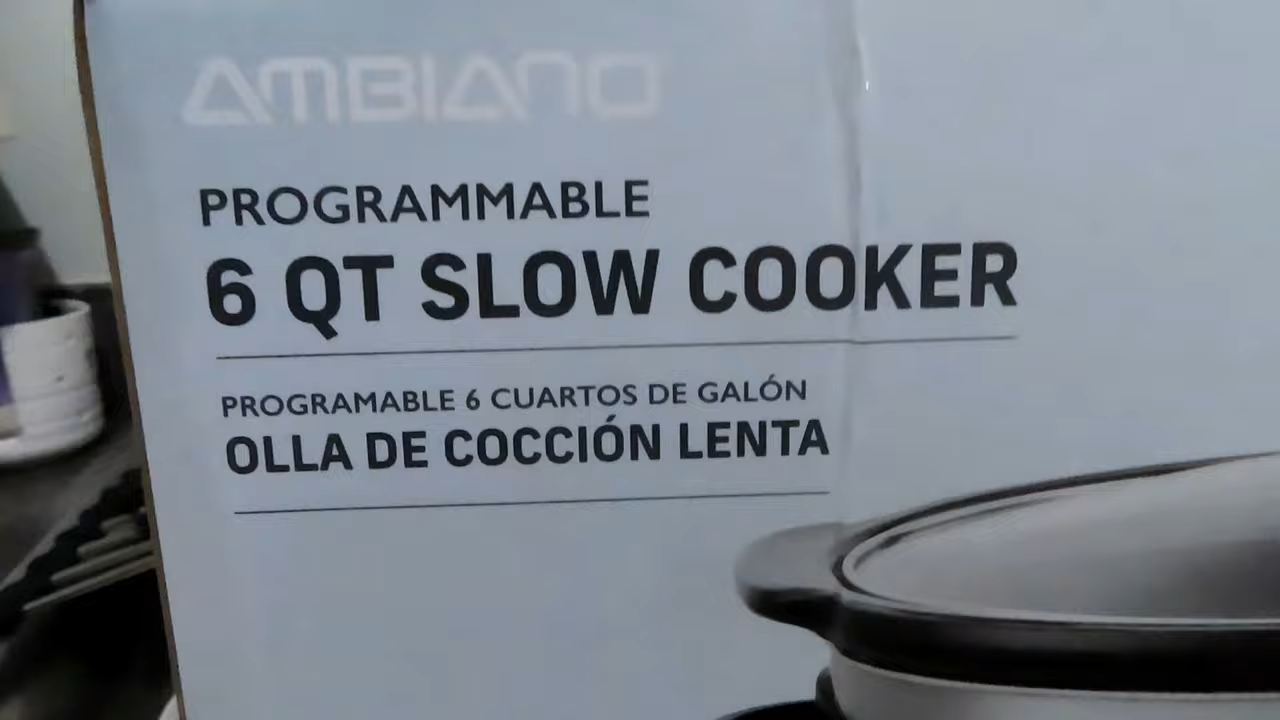 AMBIANO
PROGRAMMABLE
6 QT SLOW COOKER
PROGRAMABLE 6 CUARTOS DE GALÓN
OLLA DE COCCIÓN LENTA